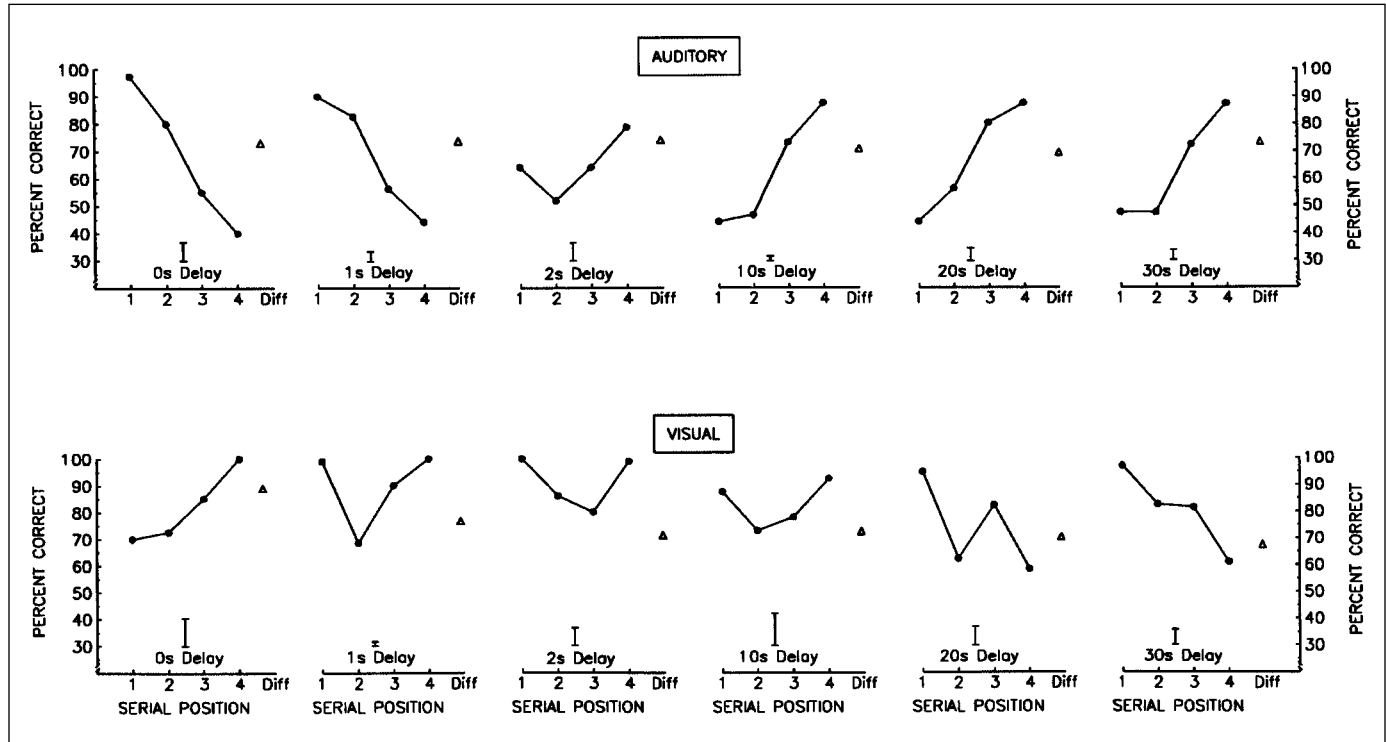 AUDITORY
PERCENT CORRECT
100
90
80
70
60
50
40
30
0s Delay
1s Delay
2s Delay
10s Delay
20s Delay
30s Delay
1 2 3 4 Diff
1 2 3 4 Diff
1 2 3 4 Diff
1 2 3 4 Diff
1 2 3 4 Diff
1 2 3 4 Diff
100
90
80
70
60
50
40
30
PERCENT CORRECT
VISUAL
PERCENT CORRECT
100
90
80
70
60
50
40
30
0s Delay
1s Delay
2s Delay
10s Delay
20s Delay
30s Delay
1 2 3 4 Diff
1 2 3 4 Diff
1 2 3 4 Diff
1 2 3 4 Diff
1 2 3 4 Diff
1 2 3 4 Diff
SERIAL POSITION
SERIAL POSITION
SERIAL POSITION
SERIAL POSITION
SERIAL POSITION
SERIAL POSITION
100
90
80
70
60
50
40
30
PERCENT CORRECT